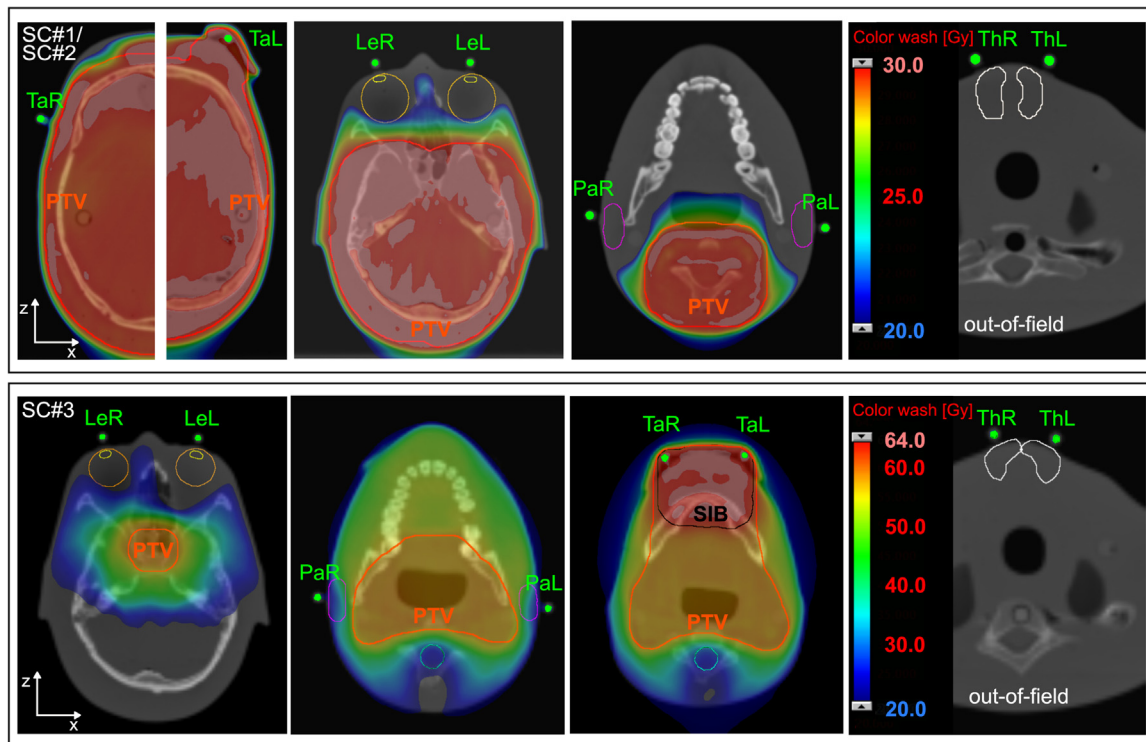 SC#1/
SC#2
TaL
TaR
PTV
PTV
z
x
LeR
LeL
PTV
PaR
PaL
PTV
Color wash [Gy]
30.0
25.0
20.0
ThR
ThL
out-of-field
SC#3
LeR
LeL
PTV
z
x
PaR
PaL
PTV
TaR
TaL
SIB
PTV
Color wash [Gy]
64.0
60.0
50.0
40.0
30.0
20.0
ThR
ThL
out-of-field